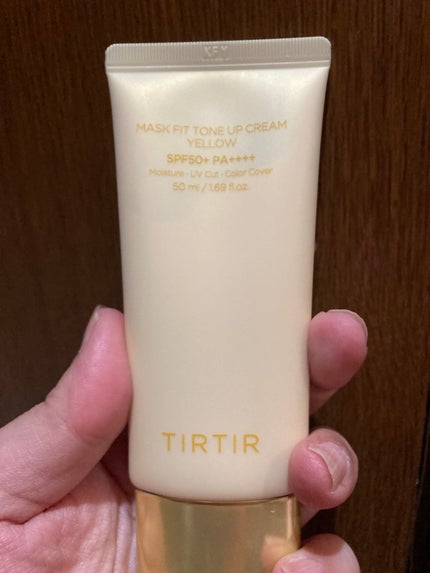 MASK FIT TONE UP CREAM
YELLOW
SPF50+ PA++++
Moisture · UV Cut · Color Cover
50 ml / 1.69 fl.oz.
TIRTIR